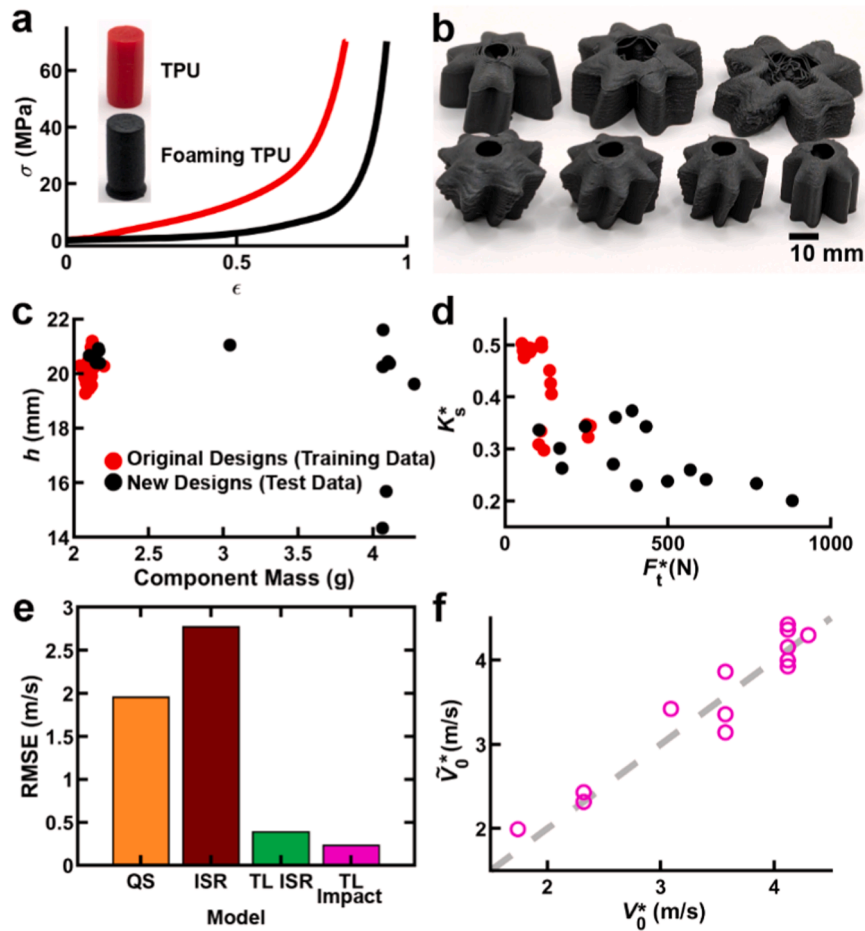 a
σ (MPa)
60
40
20
0
TPU
Foaming TPU
0
0.5
1
ϵ
b
10 mm
c
h (mm)
22
20
18
16
14
Original Designs (Training Data)
New Designs (Test Data)
2
2.5
3
3.5
4
Component Mass (g)
d
K*s
0.5
0.4
0.3
0.2
0
500
1000
F*t (N)
e
RMSE (m/s)
3
2.5
2
1.5
1
0.5
0
QS
ISR
TL ISR
TL
Impact
Model
f
Ṽ*0 (m/s)
4
3
2
2
3
4
V*0 (m/s)